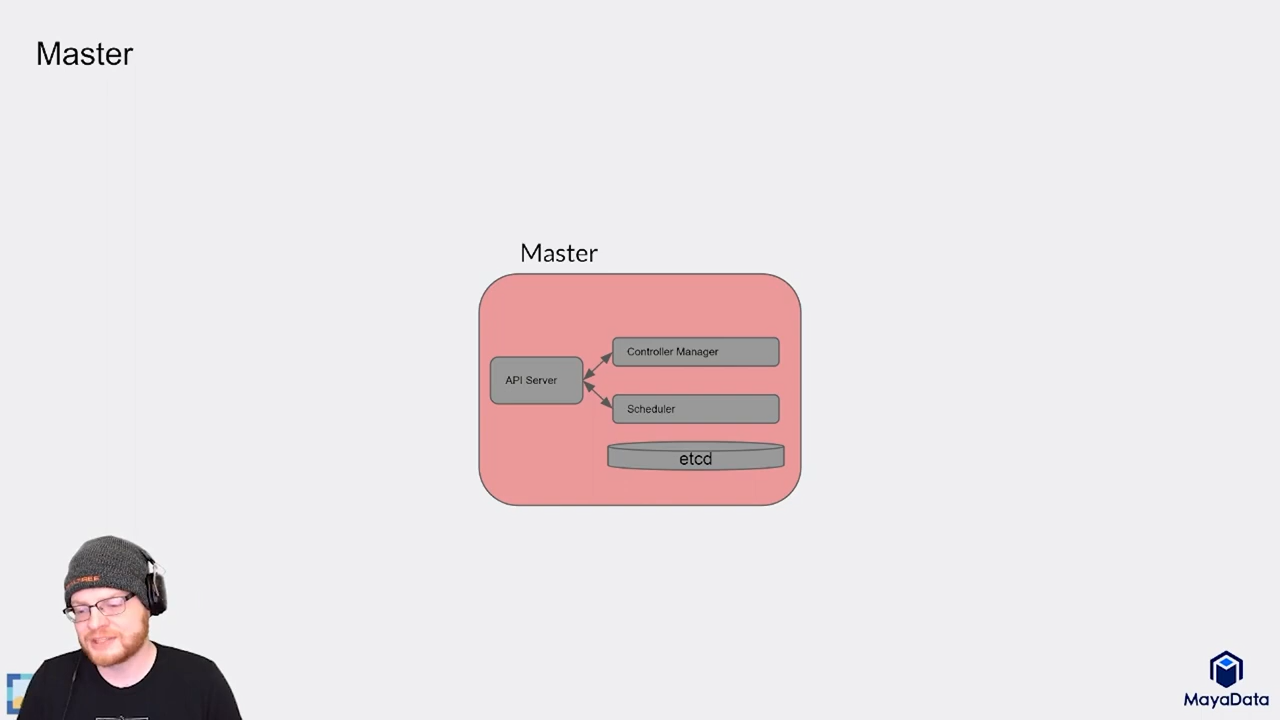 Master
Master
Controller Manager
API Server
Scheduler
etcd
MayaData